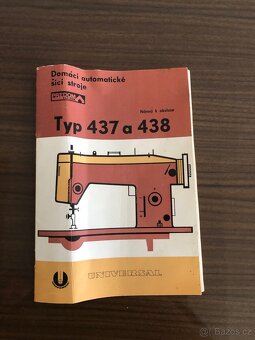 Domácí automatické
šicí stroje
Návod k obsluze
Typ 437 a 438
UNIVERSAL
Bazoš.cz